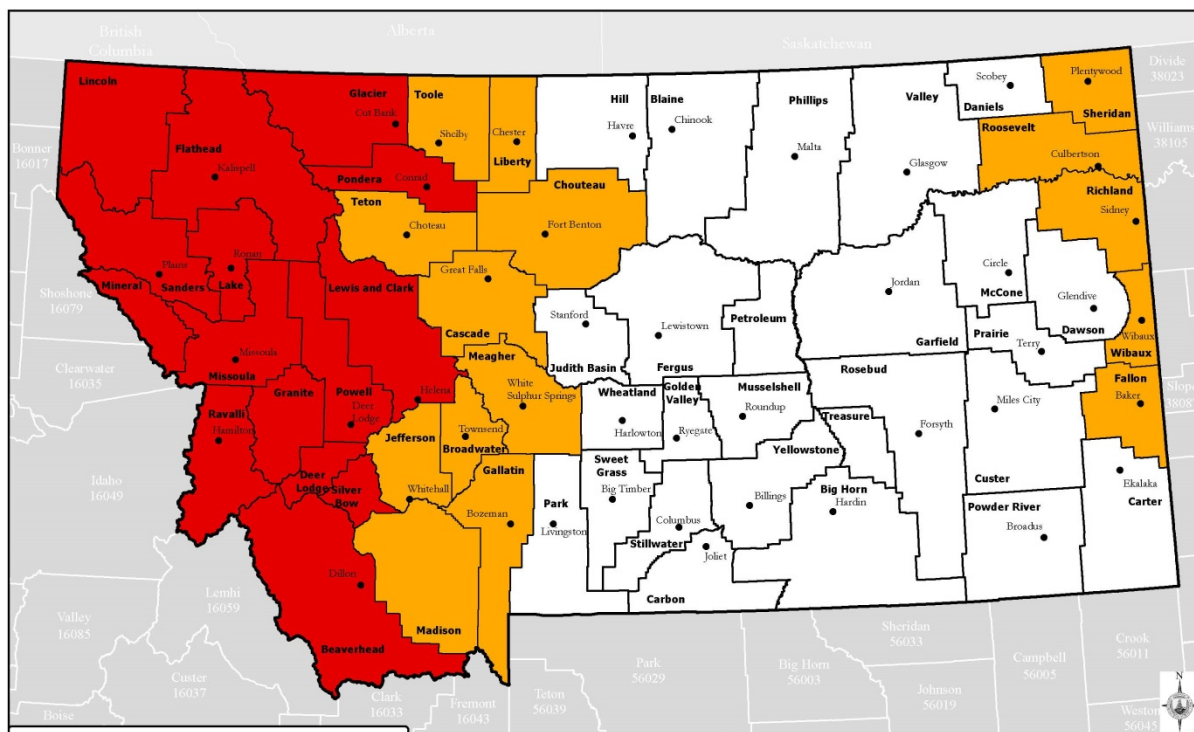 British
Columbia
Alberta
Saskatchewan
Divide
38023
Lincoln
Glacier
Cut Bank
Toole
Shelby
Chester
Liberty
Hill
Havre
Blaine
Chinook
Phillips
Malta
Valley
Glasgow
Scobey
Daniels
Plentywood
Sheridan
Roosevelt
Culbertson
Williams
38105
Bonner
16017
Flathead
Kalispell
Pondera
Conrad
Teton
Choteau
Chouteau
Fort Benton
Richland
Sidney
Ronan
Plains
Sanders
Lake
Mineral
Lewis and Clark
Great Falls
Cascade
Stanford
Judith Basin
Lewistown
Fergus
Petroleum
Jordan
Garfield
Circle
McCone
Glendive
Dawson
Prairie
Terry
Wibaux
Wibaux
Shoshone
16079
Clearwater
16035
Missoula
Missoula
Granite
Powell
Deer
Lodge
Helena
Meagher
White
Sulphur Springs
Wheatland
Harlowton
Golden
Valley
Ryegate
Musselshell
Roundup
Rosebud
Treasure
Forsyth
Miles City
Custer
Fallon
Baker
Slope
Ravalli
Hamilton
Jefferson
Whitehall
Townsend
Broadwater
Gallatin
Bozeman
Park
Livingston
Sweet
Grass
Big Timber
Columbus
Stillwater
Joliet
Carbon
Yellowstone
Billings
Big Horn
Hardin
Powder River
Broadus
Ekalaka
Carter
Idaho
16049
Deer
Lodge
Silver
Bow
Dillon
Beaverhead
Madison
Lemhi
16059
Valley
16085
Custer
16037
Boise
Clark
16033
Fremont
16043
Teton
56039
Park
56029
Big Horn
56003
Sheridan
56033
Johnson
56019
Campbell
56005
Crook
56011
Weston
56045
N